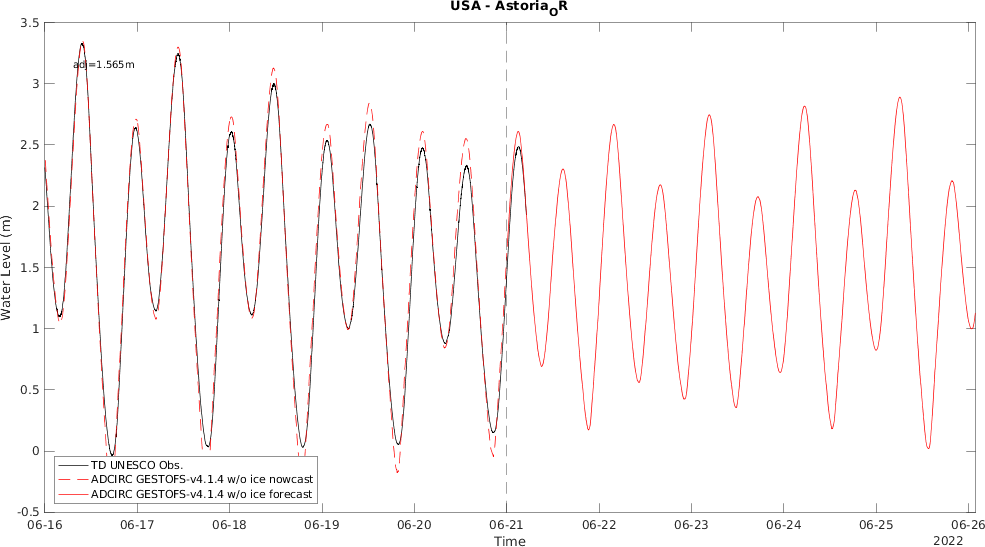 USA - Astoria_OR
3.5
adj=1.565m
3
2.5
2
1.5
1
0.5
0
-0.5
Water Level (m)
TD UNESCO Obs.
ADCIRC GESTOFS-v4.1.4 w/o ice nowcast
ADCIRC GESTOFS-v4.1.4 w/o ice forecast
06-16 06-17 06-18 06-19 06-20 06-21 06-22 06-23 06-24 06-25 06-26
Time
2022